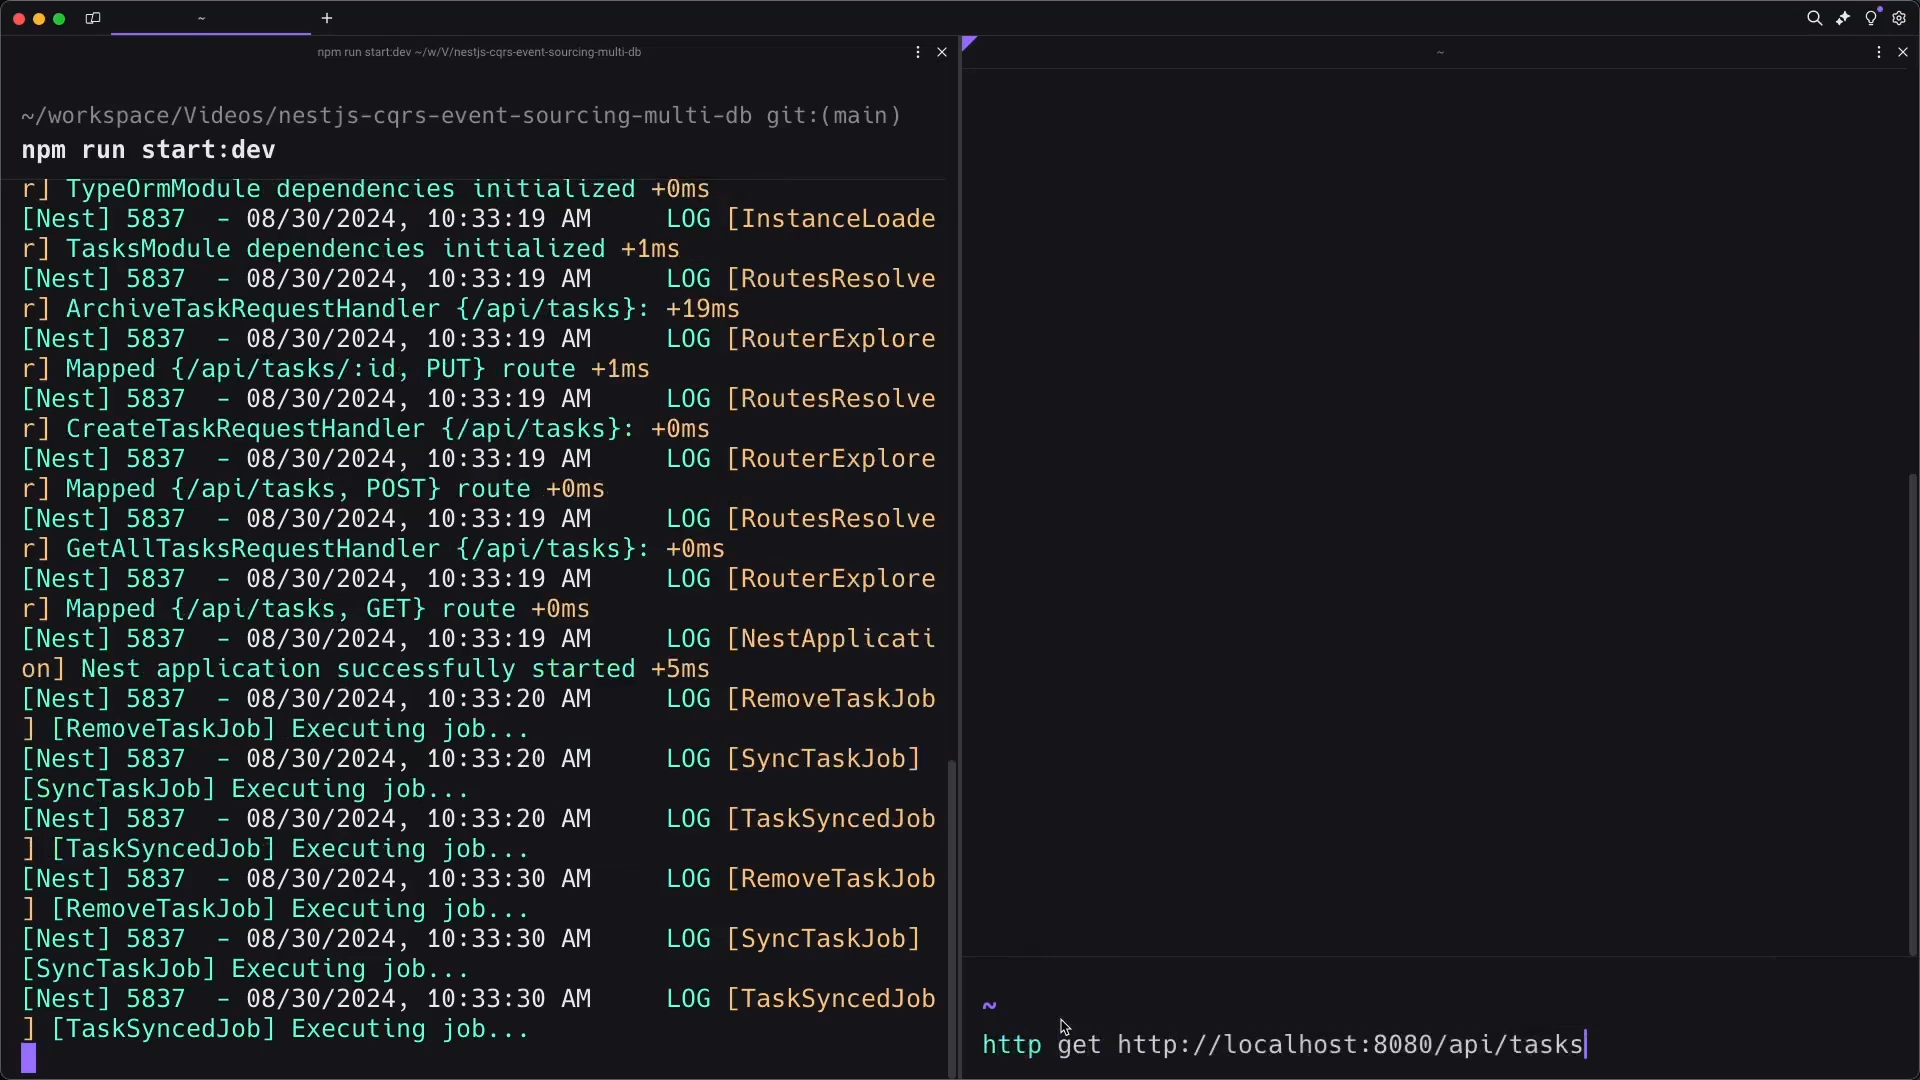 ~
+
npm run start:dev ~/w/V/nestjs-cqrs-event-sourcing-multi-db
~
~/workspace/Videos/nestjs-cqrs-event-sourcing-multi-db git:(main)
npm run start:dev
r] TypeOrmModule dependencies initialized +0ms
[Nest] 5837  - 08/30/2024, 10:33:19 AM     LOG [InstanceLoade
r] TasksModule dependencies initialized +1ms
[Nest] 5837  - 08/30/2024, 10:33:19 AM     LOG [RoutesResolve
r] ArchiveTaskRequestHandler {/api/tasks}: +19ms
[Nest] 5837  - 08/30/2024, 10:33:19 AM     LOG [RouterExplore
r] Mapped {/api/tasks/:id, PUT} route +1ms
[Nest] 5837  - 08/30/2024, 10:33:19 AM     LOG [RoutesResolve
r] CreateTaskRequestHandler {/api/tasks}: +0ms
[Nest] 5837  - 08/30/2024, 10:33:19 AM     LOG [RouterExplore
r] Mapped {/api/tasks, POST} route +0ms
[Nest] 5837  - 08/30/2024, 10:33:19 AM     LOG [RoutesResolve
r] GetAllTasksRequestHandler {/api/tasks}: +0ms
[Nest] 5837  - 08/30/2024, 10:33:19 AM     LOG [RouterExplore
r] Mapped {/api/tasks, GET} route +0ms
[Nest] 5837  - 08/30/2024, 10:33:19 AM     LOG [NestApplicati
on] Nest application successfully started +5ms
[Nest] 5837  - 08/30/2024, 10:33:20 AM     LOG [RemoveTaskJob
] [RemoveTaskJob] Executing job...
[Nest] 5837  - 08/30/2024, 10:33:20 AM     LOG [SyncTaskJob]
[SyncTaskJob] Executing job...
[Nest] 5837  - 08/30/2024, 10:33:20 AM     LOG [TaskSyncedJob
] [TaskSyncedJob] Executing job...
[Nest] 5837  - 08/30/2024, 10:33:30 AM     LOG [RemoveTaskJob
] [RemoveTaskJob] Executing job...
[Nest] 5837  - 08/30/2024, 10:33:30 AM     LOG [SyncTaskJob]
[SyncTaskJob] Executing job...
[Nest] 5837  - 08/30/2024, 10:33:30 AM     LOG [TaskSyncedJob
] [TaskSyncedJob] Executing job...
~
http get http://localhost:8080/api/tasks